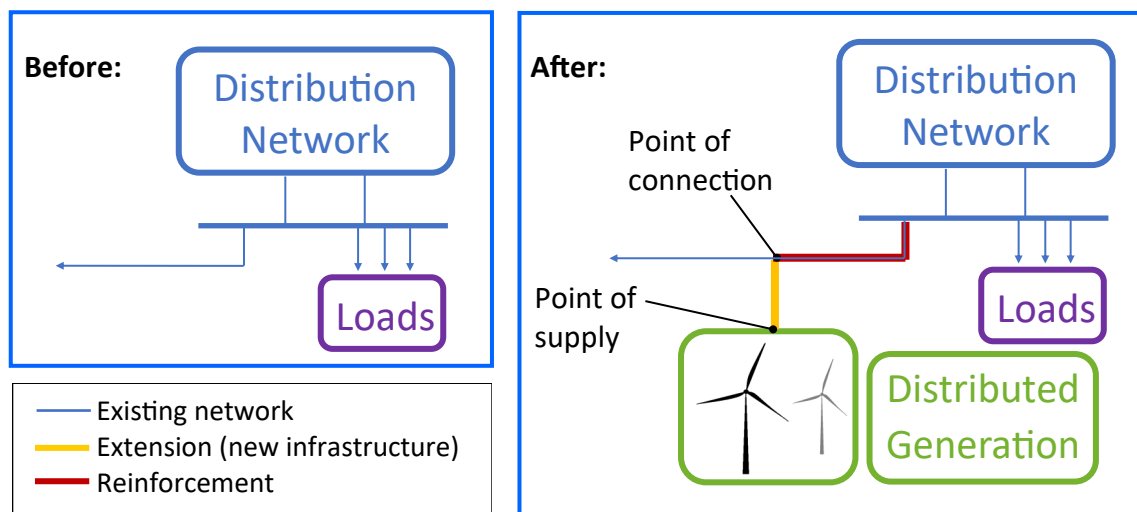 Before:
Distribution
Network
Loads
Existing network
Extension (new infrastructure)
Reinforcement
After:
Distribution
Network
Point of
connection
Point of
supply
Loads
Distributed
Generation